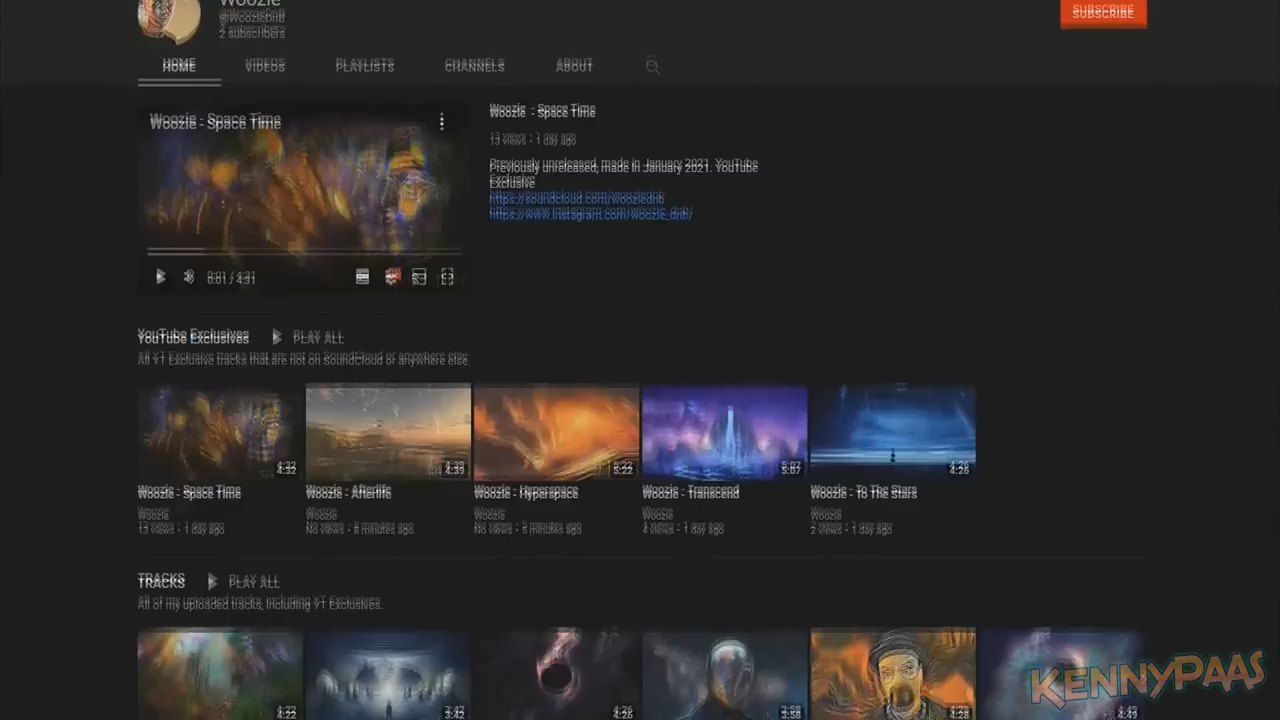 Woozle
@WoozleDnB
2 subscribers
SUBSCRIBE
HOME VIDEOS PLAYLISTS CHANNELS ABOUT
Woozle - Space Time
0:01 / 4:31
Woozle - Space Time
13 views • 1 day ago
Previously unreleased, made in January 2021. YouTube
Exclusive
https://soundcloud.com/woozlednb
https://www.instagram.com/woozle_dnb/
YouTube Exclusives PLAY ALL
All YT Exclusive tracks that are not on SoundCloud or anywhere else.
4:32 4:39 5:22 5:07 4:26
Woozle - Space Time Woozle - Afterlife Woozle - Hyperspace Woozle - Transcend Woozle - To The Stars
Woozle Woozle Woozle Woozle
13 views • 1 day ago No views • 6 minutes ago No views • 5 minutes ago 4 views • 1 day ago 2 views • 1 day ago
TRACKS PLAY ALL
All of my uploaded tracks, including YT Exclusives.
4:22 3:42 4:26 3:58 4:28 4:49
KENNYPAAS